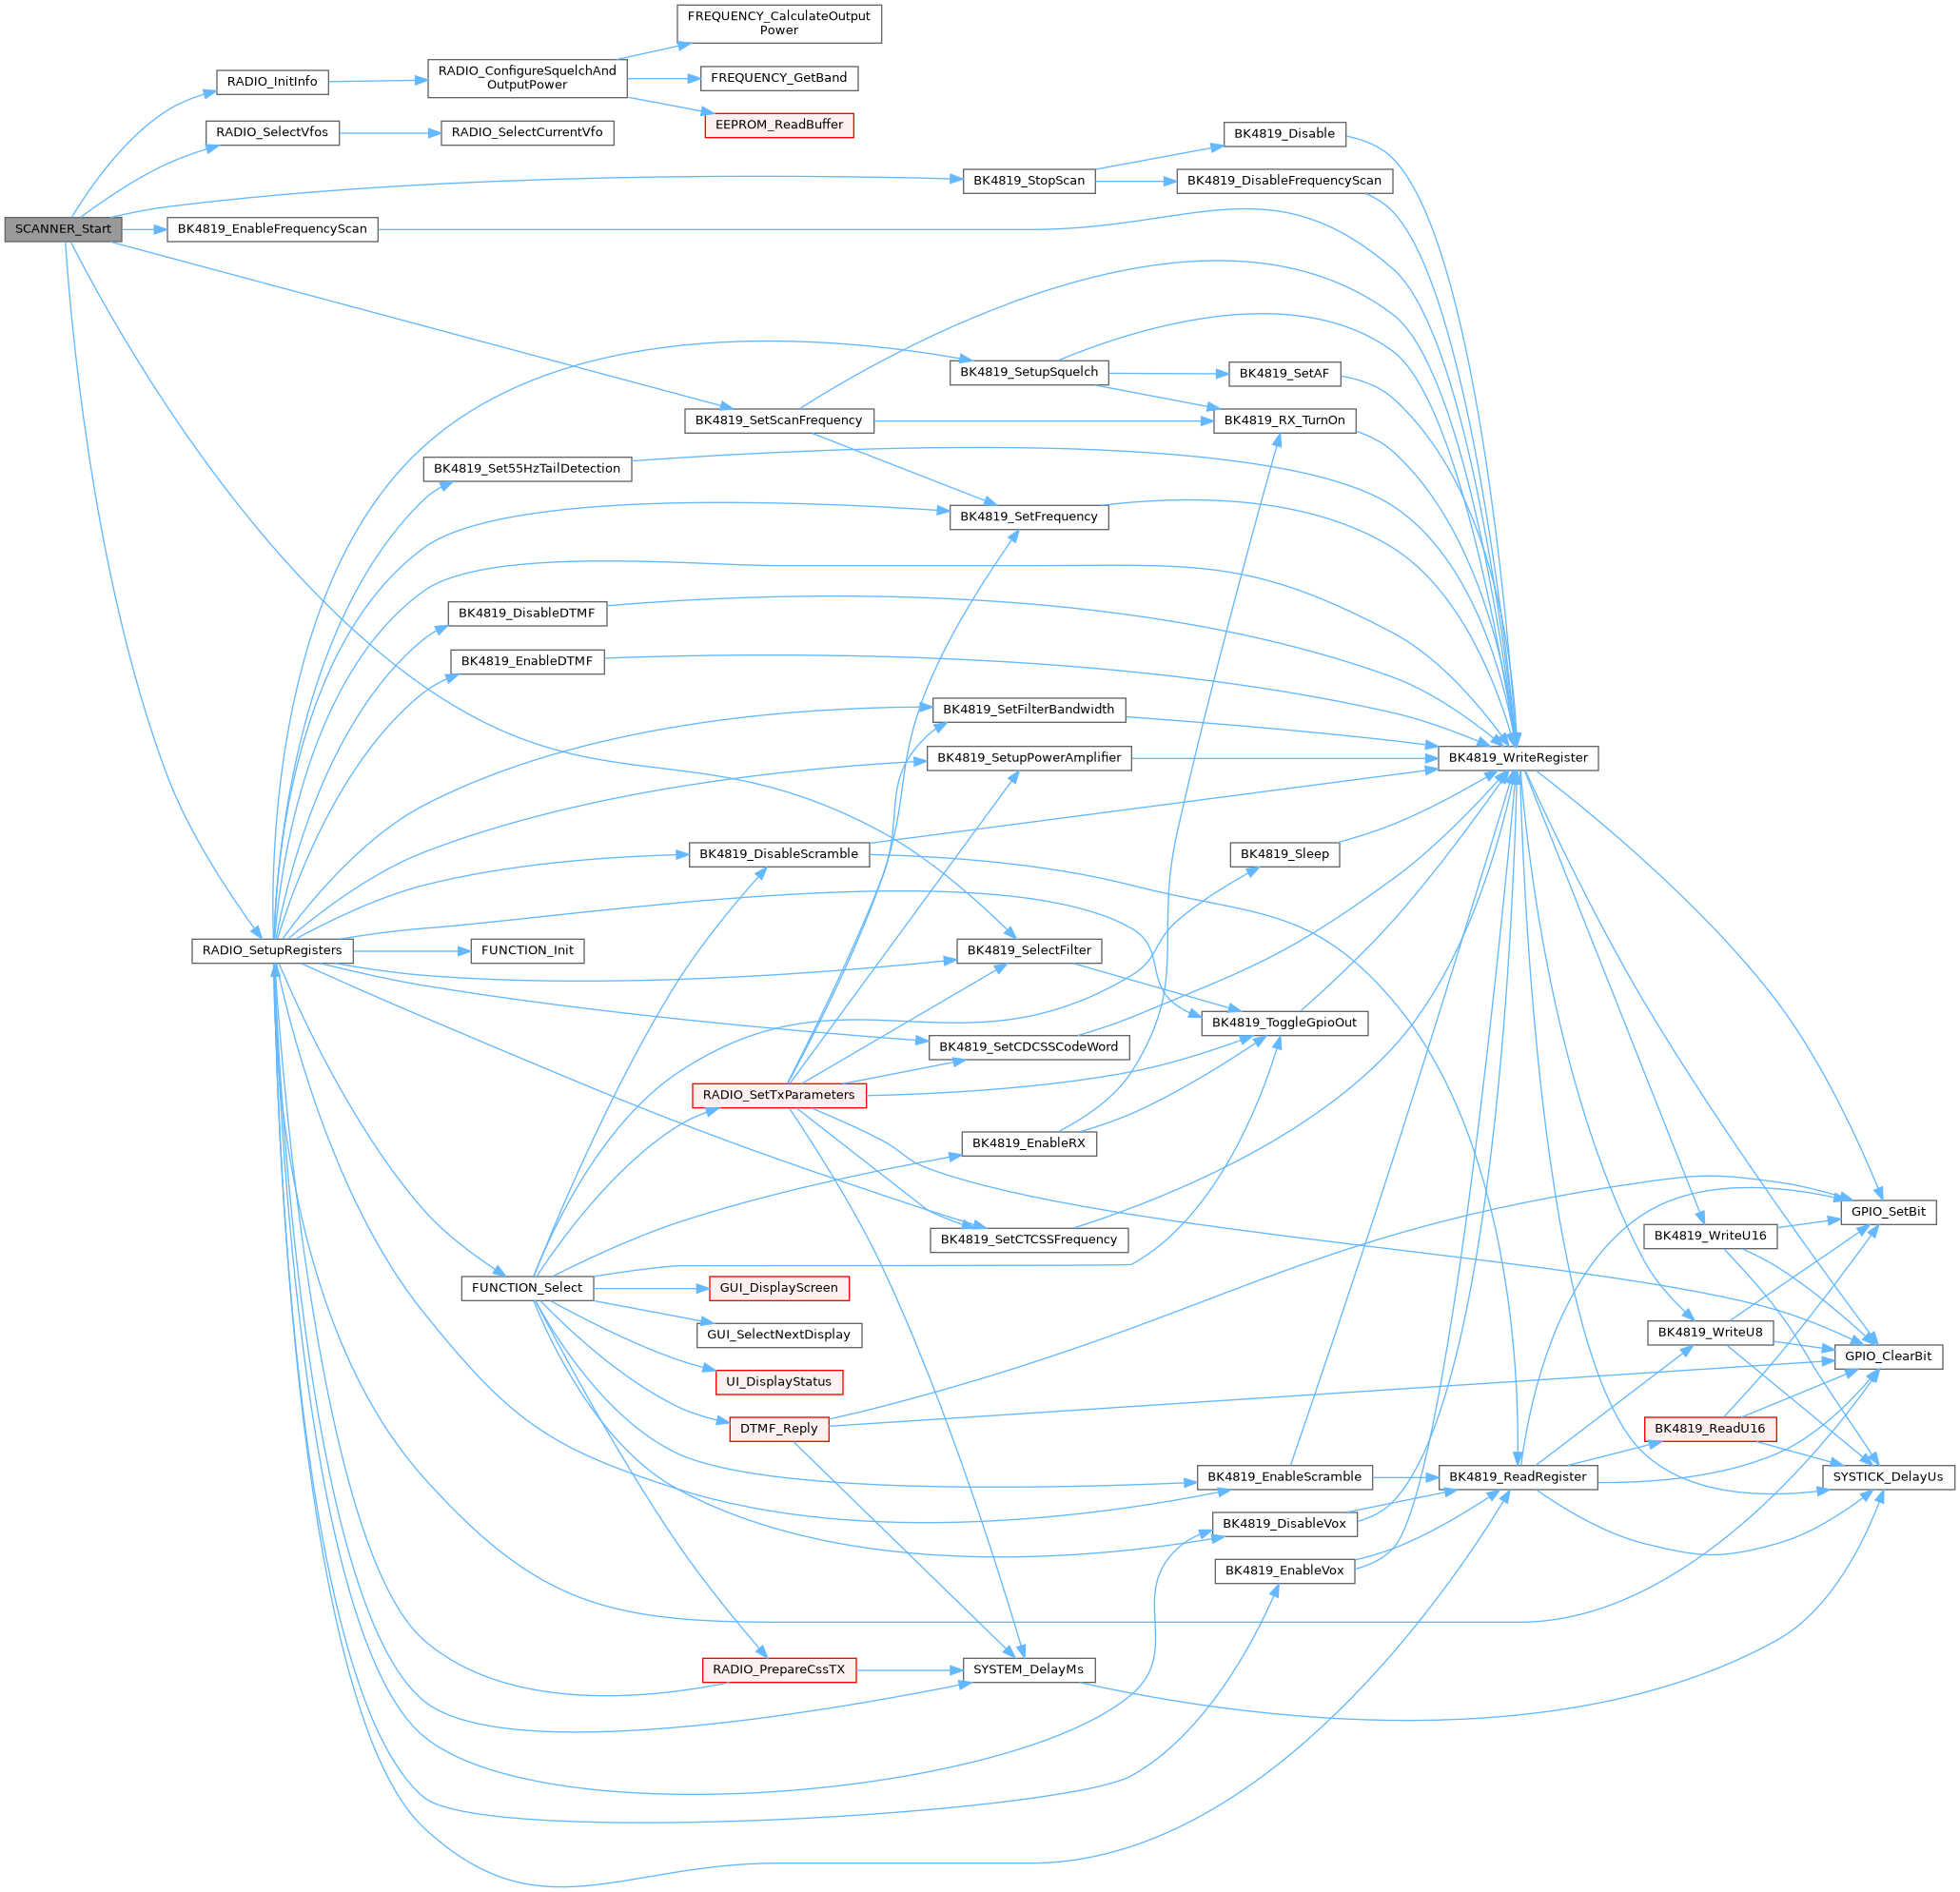 FREQUENCY_CalculateOutput
Power
RADIO_InitInfo
RADIO_ConfigureSquelchAnd
OutputPower
FREQUENCY_GetBand
EEPROM_ReadBuffer
RADIO_SelectVfos
RADIO_SelectCurrentVfo
BK4819_Disable
BK4819_StopScan
BK4819_DisableFrequencyScan
SCANNER_Start
BK4819_EnableFrequencyScan
BK4819_SetupSquelch
BK4819_SetAF
BK4819_SetScanFrequency
BK4819_RX_TurnOn
BK4819_Set55HzTailDetection
BK4819_SetFrequency
BK4819_DisableDTMF
BK4819_EnableDTMF
BK4819_SetFilterBandwidth
BK4819_SetupPowerAmplifier
BK4819_WriteRegister
BK4819_DisableScramble
BK4819_Sleep
RADIO_SetupRegisters
FUNCTION_Init
BK4819_SelectFilter
BK4819_ToggleGpioOut
BK4819_SetCDCSSCodeWord
RADIO_SetTxParameters
BK4819_EnableRX
GPIO_SetBit
BK4819_SetCTCSSFrequency
BK4819_WriteU16
FUNCTION_Select
GUI_DisplayScreen
GUI_SelectNextDisplay
BK4819_WriteU8
GPIO_ClearBit
UI_DisplayStatus
DTMF_Reply
BK4819_ReadU16
BK4819_EnableScramble
BK4819_ReadRegister
SYSTICK_DelayUs
BK4819_DisableVox
BK4819_EnableVox
RADIO_PrepareCssTX
SYSTEM_DelayMs